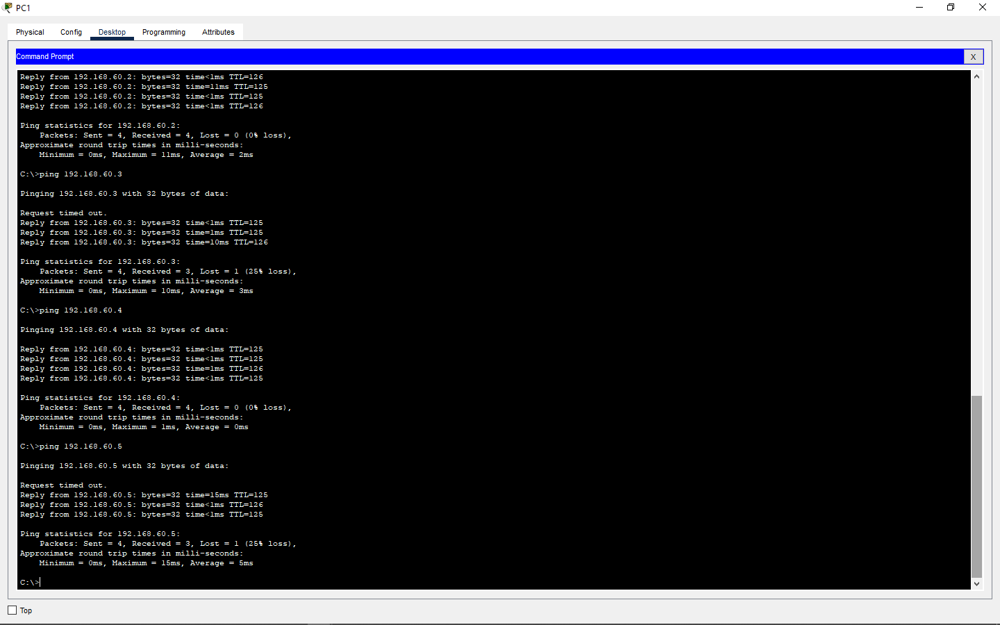 PC1
Physical Config Desktop Programming Attributes
Command Prompt X
Reply from 192.168.60.2: bytes=32 time<1ms TTL=126
Reply from 192.168.60.2: bytes=32 time=11ms TTL=125
Reply from 192.168.60.2: bytes=32 time<1ms TTL=125
Reply from 192.168.60.2: bytes=32 time<1ms TTL=126
Ping statistics for 192.168.60.2:
Packets: Sent = 4, Received = 4, Lost = 0 (0% loss),
Approximate round trip times in milli-seconds:
Minimum = 0ms, Maximum = 11ms, Average = 2ms
C:\>ping 192.168.60.3
Pinging 192.168.60.3 with 32 bytes of data:
Request timed out.
Reply from 192.168.60.3: bytes=32 time<1ms TTL=125
Reply from 192.168.60.3: bytes=32 time=1ms TTL=125
Reply from 192.168.60.3: bytes=32 time=10ms TTL=126
Ping statistics for 192.168.60.3:
Packets: Sent = 4, Received = 3, Lost = 1 (25% loss),
Approximate round trip times in milli-seconds:
Minimum = 0ms, Maximum = 10ms, Average = 3ms
C:\>ping 192.168.60.4
Pinging 192.168.60.4 with 32 bytes of data:
Reply from 192.168.60.4: bytes=32 time<1ms TTL=125
Reply from 192.168.60.4: bytes=32 time<1ms TTL=125
Reply from 192.168.60.4: bytes=32 time=1ms TTL=126
Reply from 192.168.60.4: bytes=32 time<1ms TTL=125
Ping statistics for 192.168.60.4:
Packets: Sent = 4, Received = 4, Lost = 0 (0% loss),
Approximate round trip times in milli-seconds:
Minimum = 0ms, Maximum = 1ms, Average = 0ms
C:\>ping 192.168.60.5
Pinging 192.168.60.5 with 32 bytes of data:
Request timed out.
Reply from 192.168.60.5: bytes=32 time=15ms TTL=125
Reply from 192.168.60.5: bytes=32 time<1ms TTL=126
Reply from 192.168.60.5: bytes=32 time<1ms TTL=125
Ping statistics for 192.168.60.5:
Packets: Sent = 4, Received = 3, Lost = 1 (25% loss),
Approximate round trip times in milli-seconds:
Minimum = 0ms, Maximum = 15ms, Average = 5ms
C:\>
Top